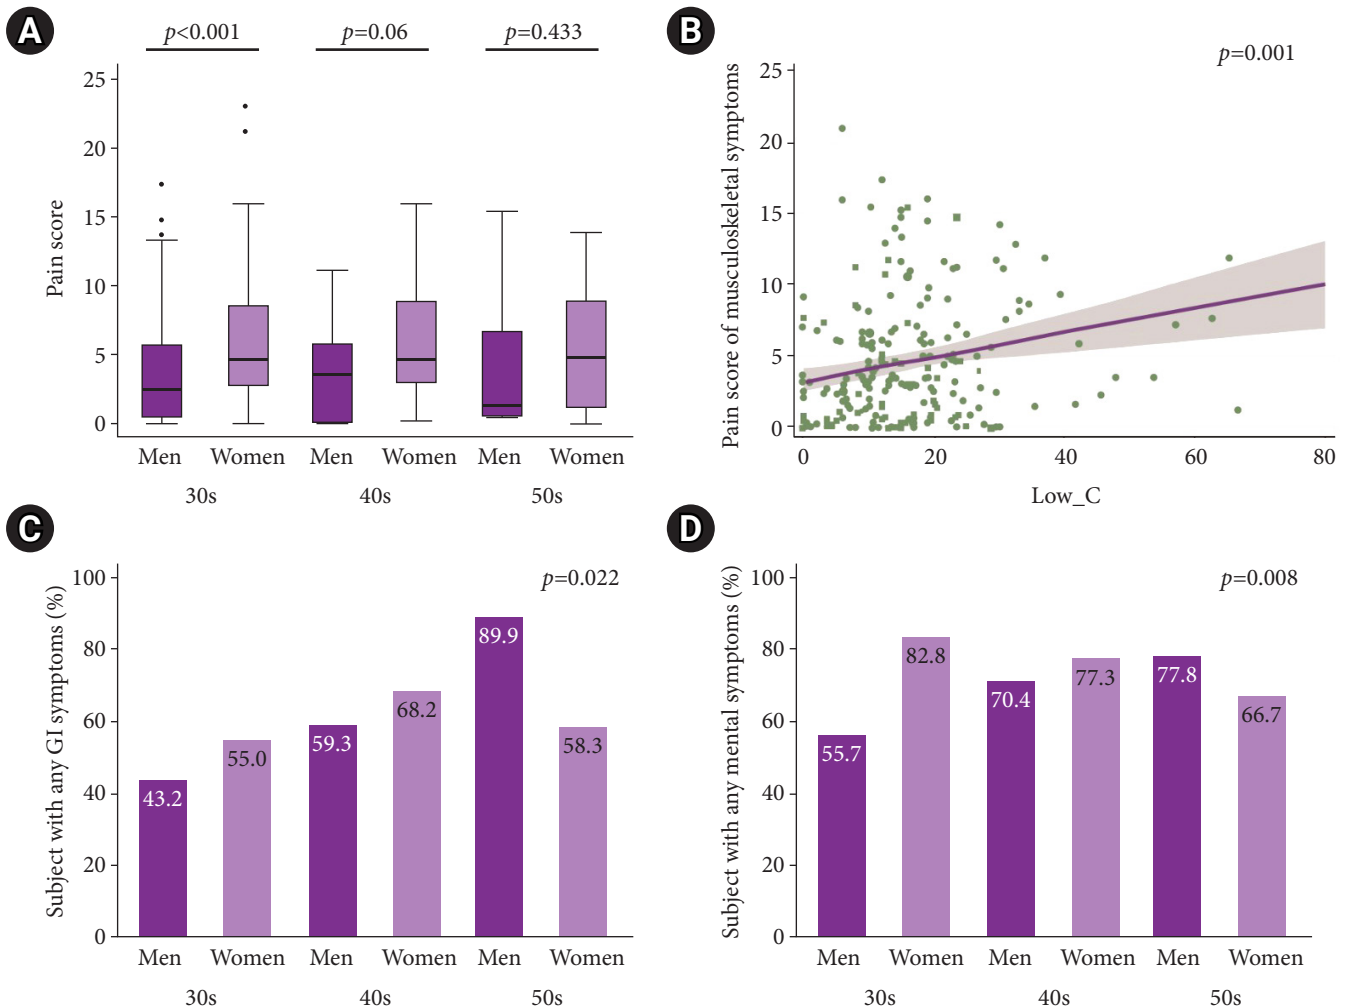 A
p<0.001
p=0.06
p=0.433
Pain score
25
20
15
10
5
0
Men Women Men Women Men Women
30s 40s 50s
B
p=0.001
Pain score of musculoskeletal symptoms
25
20
15
10
5
0
0 20 40 60 80
Low_C
C
p=0.022
Subject with any GI symptoms (%)
100
80
60
40
20
0
43.2
55.0
59.3
68.2
89.9
58.3
Men Women Men Women Men Women
30s 40s 50s
D
p=0.008
Subject with any mental symptoms (%)
100
80
60
40
20
0
55.7
82.8
70.4
77.3
77.8
66.7
Men Women Men Women Men Women
30s 40s 50s